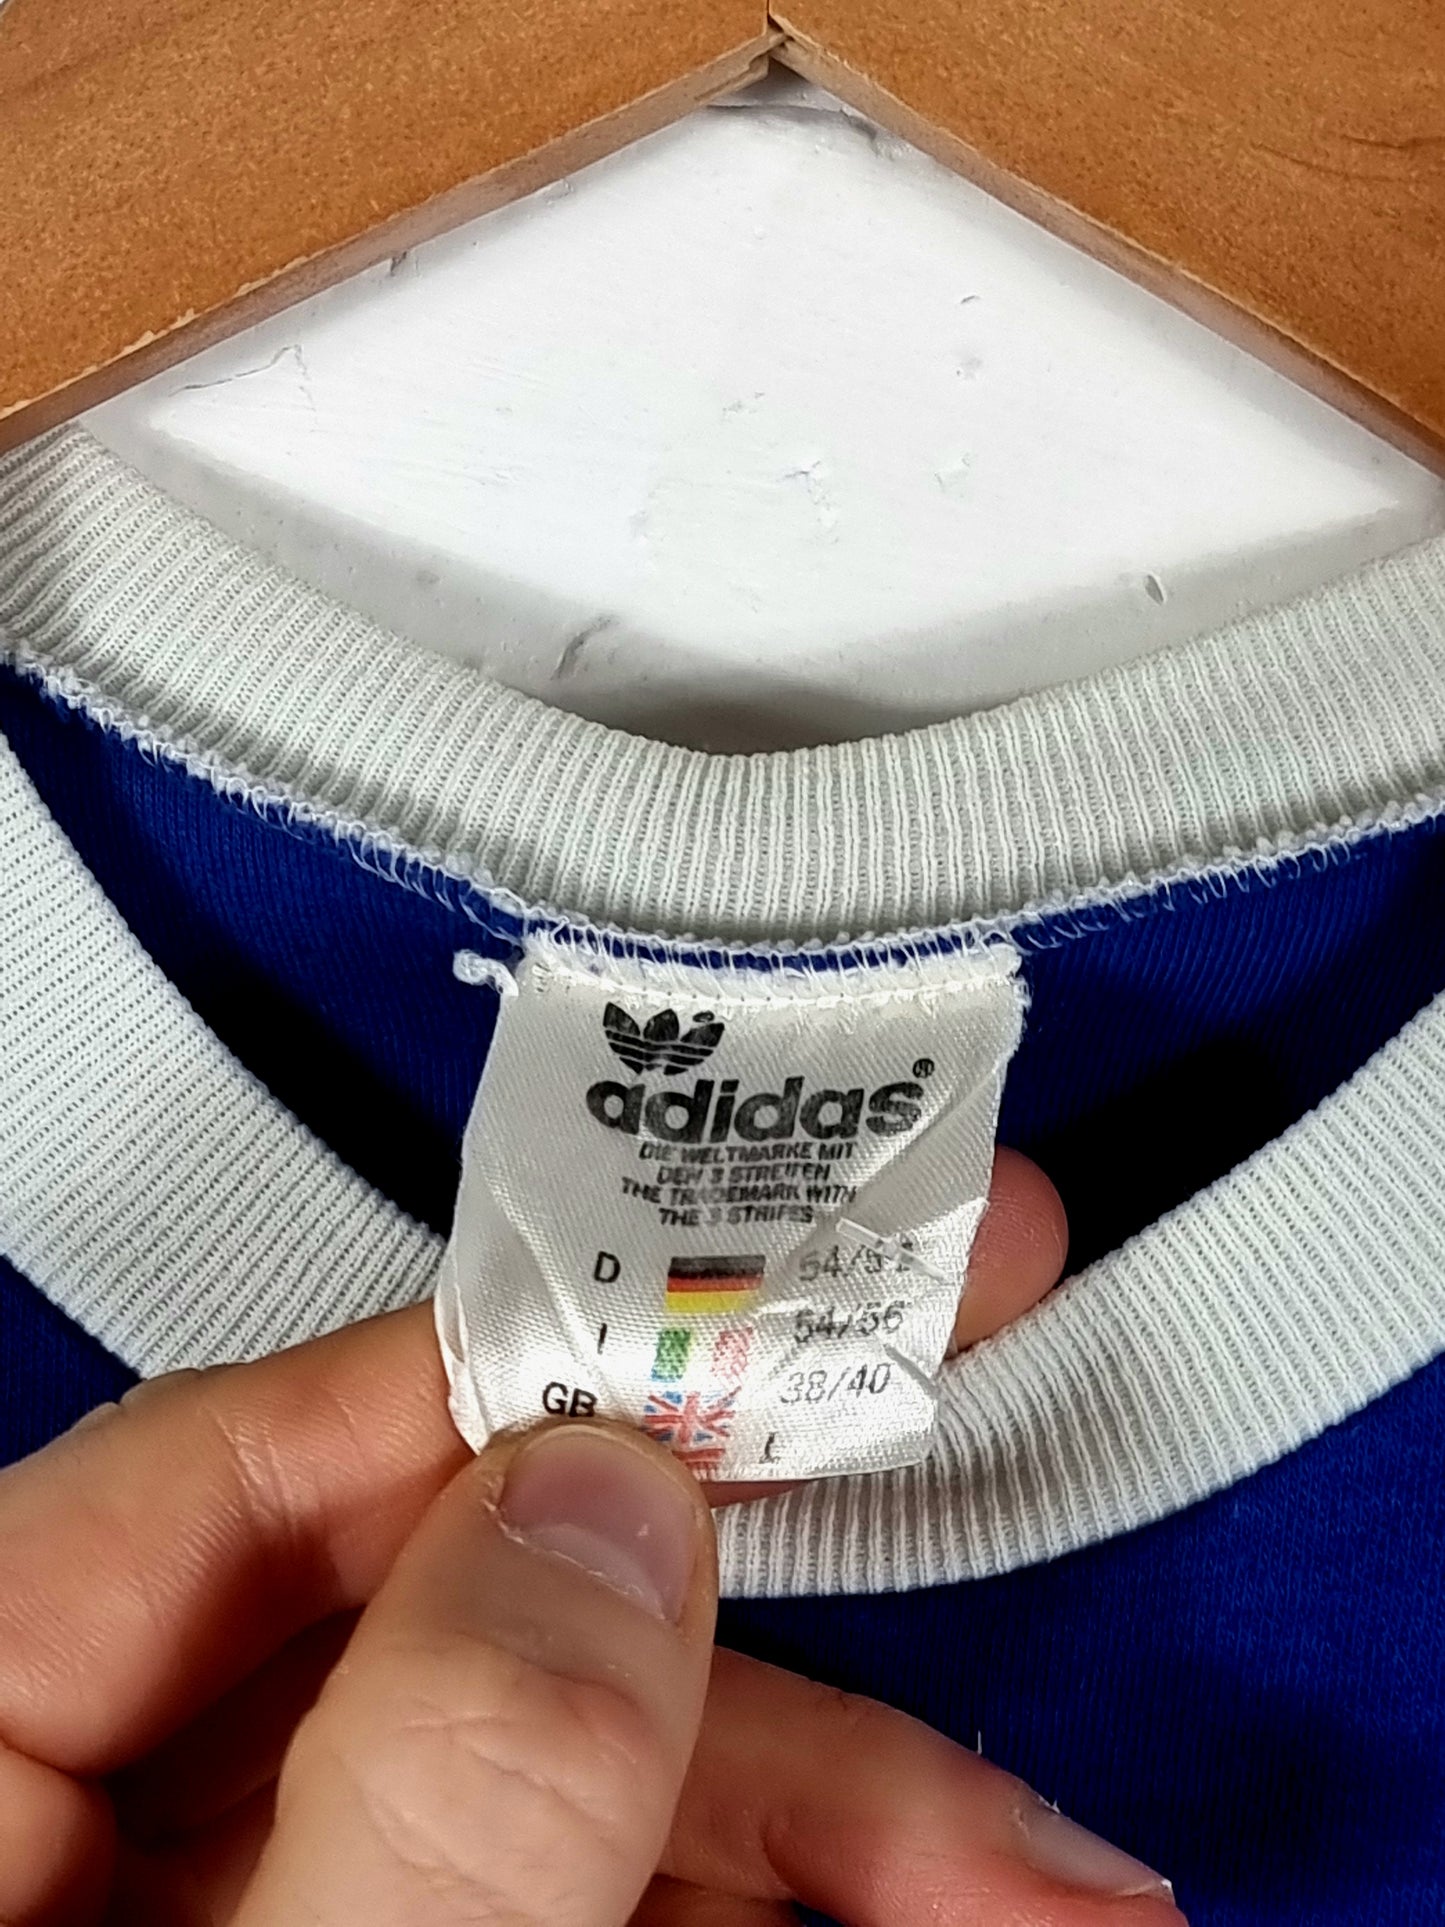 adidas®
DIE WELTMARKE MIT
DEN 3 STREIFEN
THE TRADEMARK WITH
THE 3 STRIPES
D
I 54/56
GB 38/40